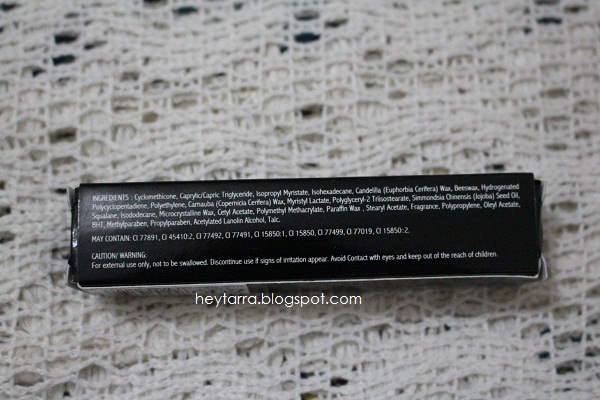 INGREDIENTS : Cyclomethicone, Caprylic/Capric Triglyceride, Isopropyl Myristate, Isohexadecane, Candelilla (Euphorbia Cerifera) Wax, Beeswax, Hydrogenated
Polycyclopentadiene, Polyethylene, Carnauba (Copernicia Cerifera) Wax, Myristyl Lactate, Polyglyceryl-2 Triisostearate, Simmondsia Chinensis (Jojoba) Seed Oil,
Squalane, Isododecane, Microcrystalline Wax, Cetyl Acetate, Polymethyl Methacrylate, Paraffin Wax , Stearyl Acetate, Fragrance, Polypropylene, Oleyl Acetate,
BHT, Methylparaben, Propylparaben, Acetylated Lanolin Alcohol, Talc.
MAY CONTAIN: CI 77891, CI 45410:2, CI 77492, CI 77491, CI 15850:1, CI 15850, CI 77499, CI 77019, CI 15850:2.
CAUTION/ WARNING:
For external use only, not to be swallowed. Discontinue use if signs of irritation appear. Avoid Contact with eyes and keep out of the reach of children.
heytarra.blogspot.com